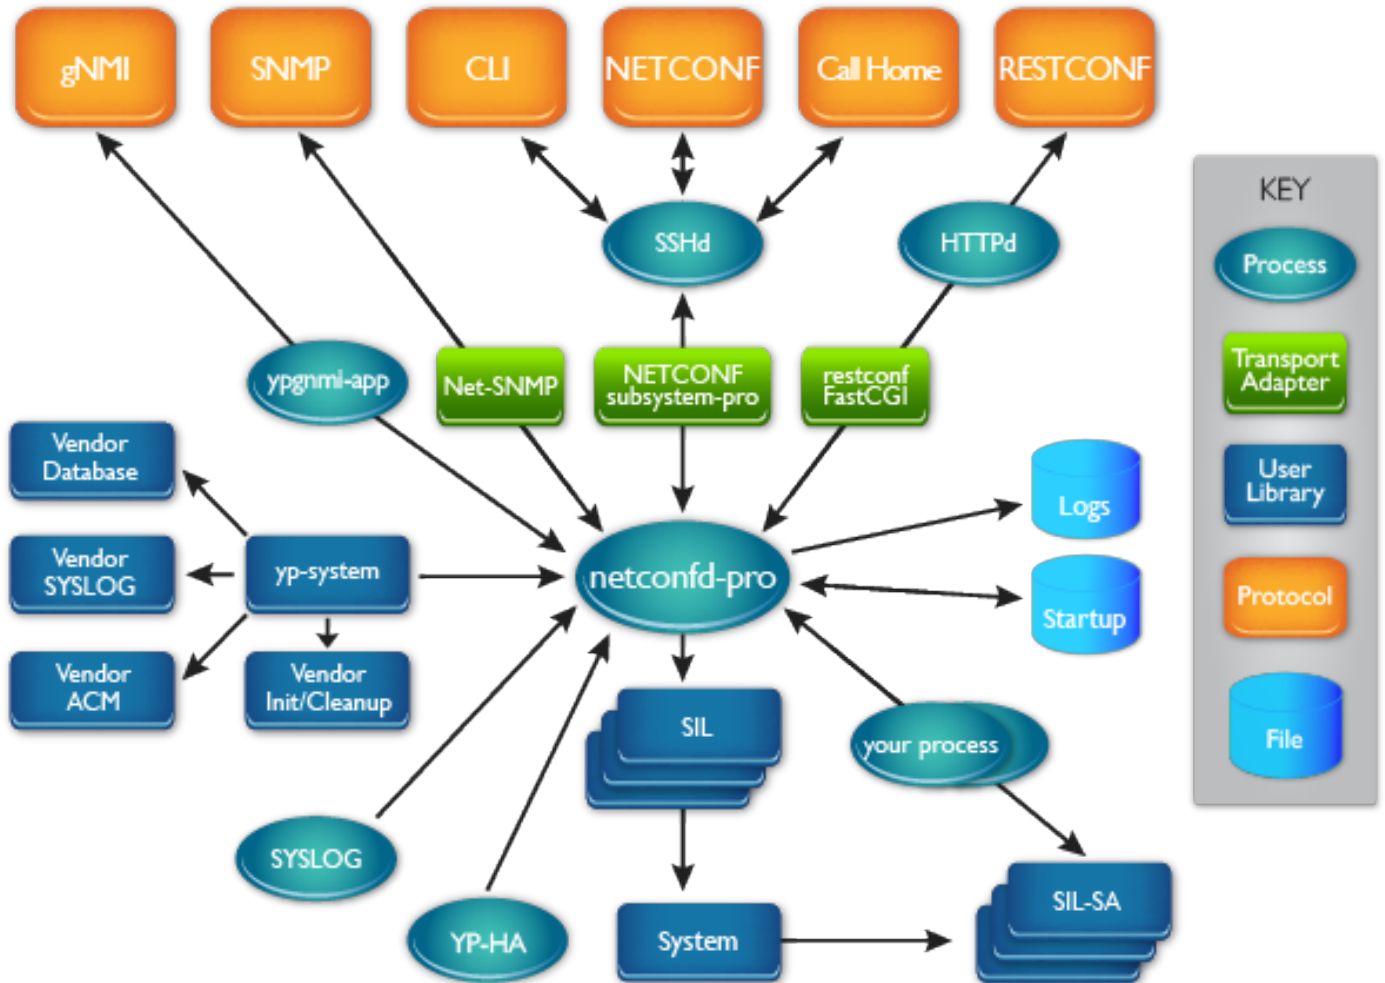 gNMI
SNMP
CLI
NETCONF
Call Home
RESTCONF
KEY
Process
SSHd
HTTPd
Transport
Adapter
ypgnmi-app
Net-SNMP
NETCONF
subsystem-pro
restconf
FastCGI
Vendor
Database
User
Library
Logs
Vendor
SYSLOG
yp-system
netconfd-pro
Protocol
Startup
Vendor
ACM
Vendor
Init/Cleanup
SIL
your process
File
SYSLOG
SIL-SA
YP-HA
System